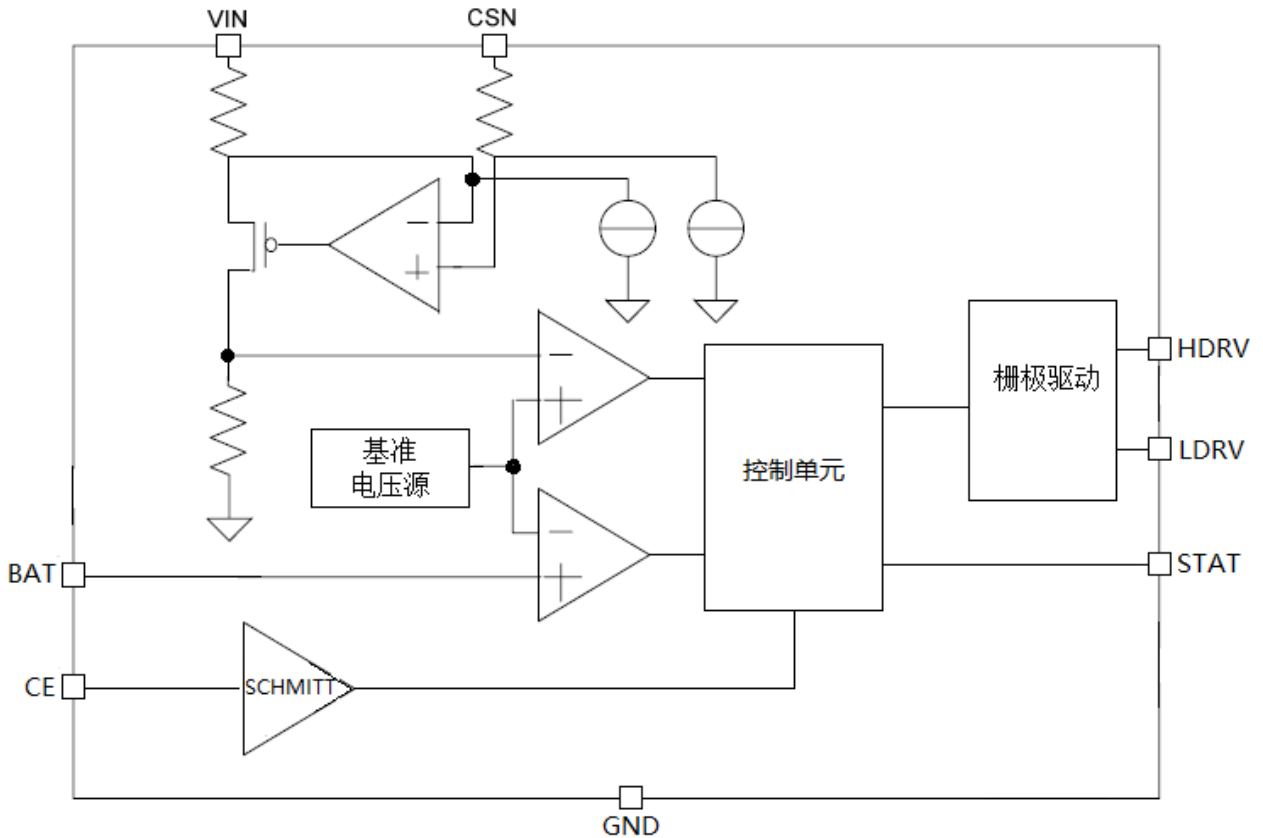 VIN
CSN
HDRV
栅极驱动
LDRV
基准
电压源
控制单元
STAT
BAT
SCHMITT
CE
GND